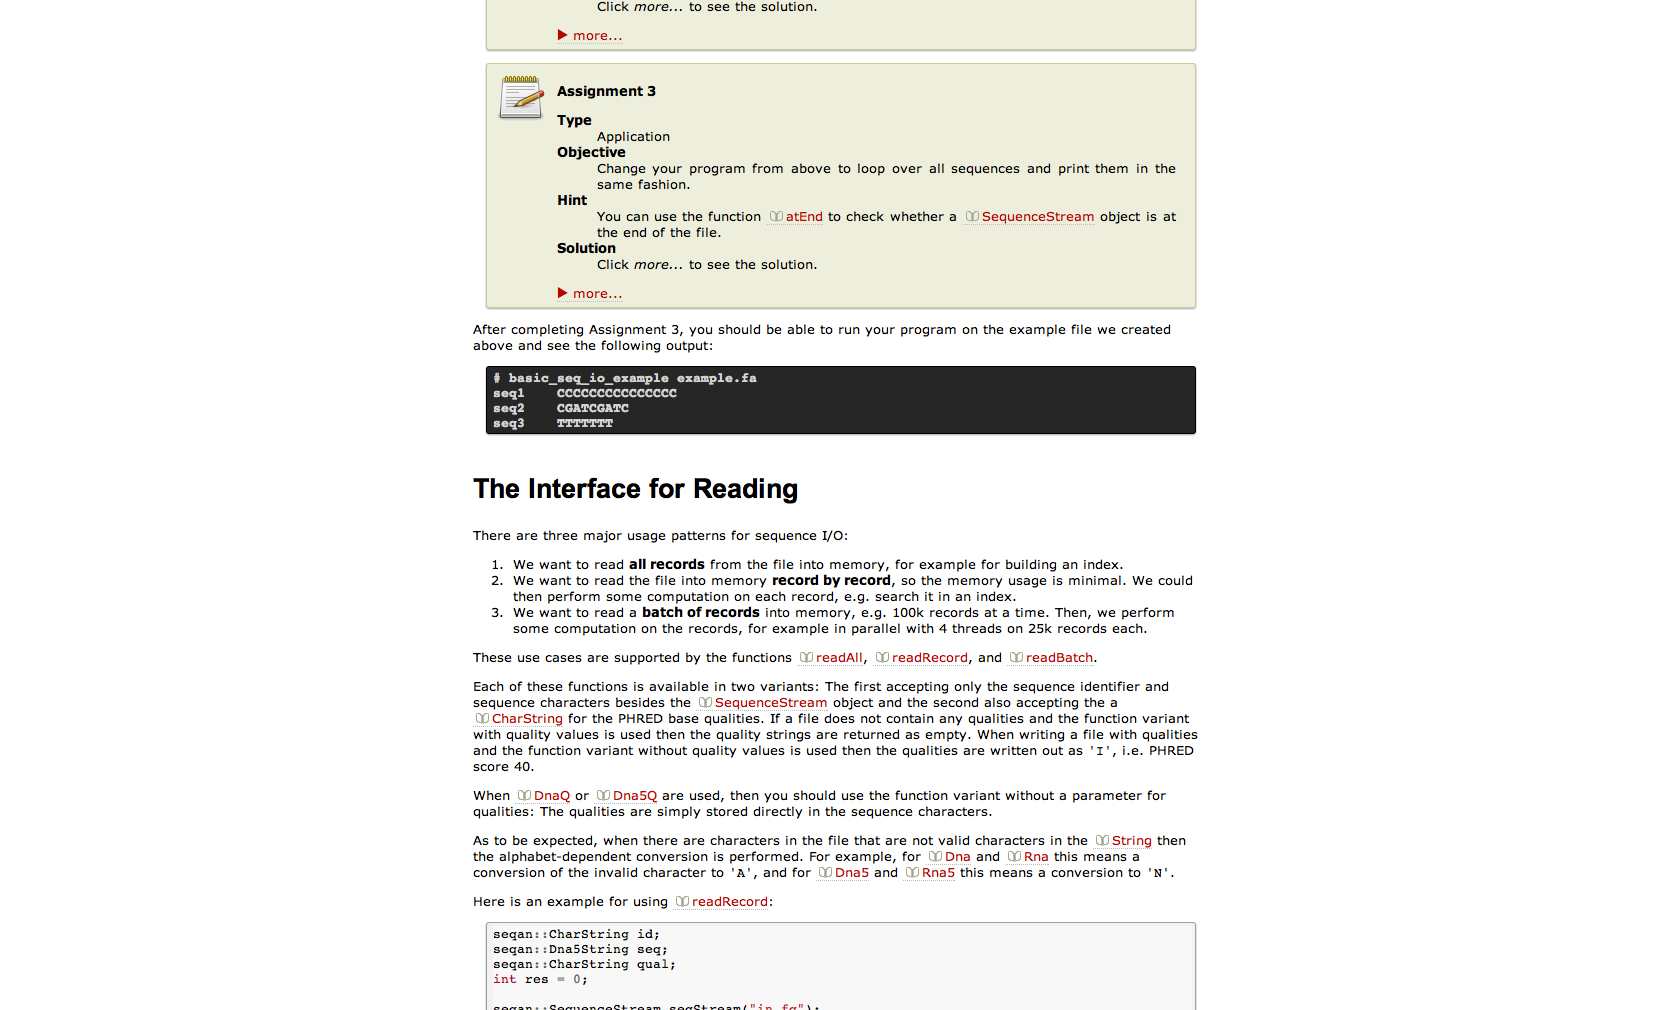 Click more... to see the solution.
▶ more...
Assignment 3
Type
Application
Objective
Change your program from above to loop over all sequences and print them in the
same fashion.
Hint
You can use the function atEnd to check whether a SequenceStream object is at
the end of the file.
Solution
Click more... to see the solution.
▶ more...
After completing Assignment 3, you should be able to run your program on the example file we created
above and see the following output:
# basic_seq_io_example example.fa
seq1    CCCCCCCCCCCCCCC
seq2    CGATCGATC
seq3    TTTTTTT
The Interface for Reading
There are three major usage patterns for sequence I/O:
1. We want to read all records from the file into memory, for example for building an index.
2. We want to read the file into memory record by record, so the memory usage is minimal. We could
then perform some computation on each record, e.g. search it in an index.
3. We want to read a batch of records into memory, e.g. 100k records at a time. Then, we perform
some computation on the records, for example in parallel with 4 threads on 25k records each.
These use cases are supported by the functions readAll, readRecord, and readBatch.
Each of these functions is available in two variants: The first accepting only the sequence identifier and
sequence characters besides the SequenceStream object and the second also accepting the a
CharString for the PHRED base qualities. If a file does not contain any qualities and the function variant
with quality values is used then the quality strings are returned as empty. When writing a file with qualities
and the function variant without quality values is used then the qualities are written out as 'I', i.e. PHRED
score 40.
When DnaQ or Dna5Q are used, then you should use the function variant without a parameter for
qualities: The qualities are simply stored directly in the sequence characters.
As to be expected, when there are characters in the file that are not valid characters in the String then
the alphabet-dependent conversion is performed. For example, for Dna and Rna this means a
conversion of the invalid character to 'A', and for Dna5 and Rna5 this means a conversion to 'N'.
Here is an example for using readRecord:
seqan::CharString id;
seqan::Dna5String seq;
seqan::CharString qual;
int res = 0;
seqan::SequenceStream seqStream("in.fq");